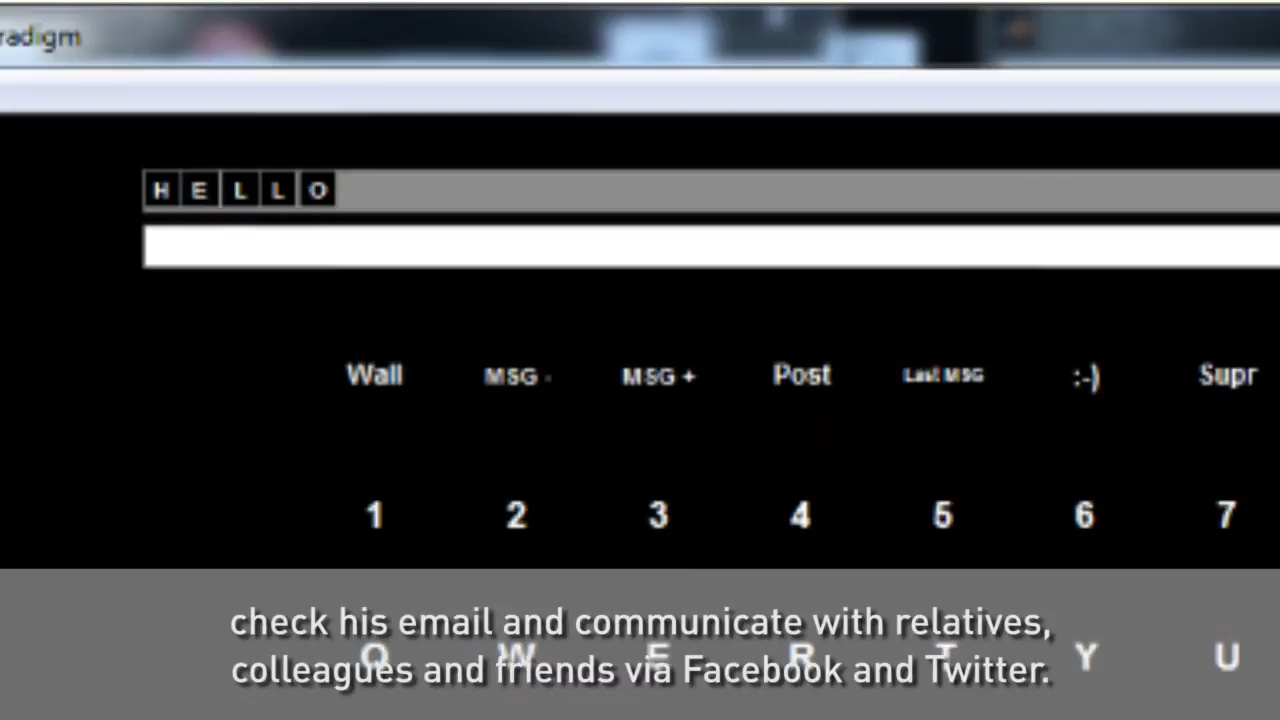 radigm
H E L L O
Wall MSG - MSG + Post Last MSG :-) Supr
1 2 3 4 5 6 7
Q W E R T Y U
check his email and communicate with relatives,
colleagues and friends via Facebook and Twitter.